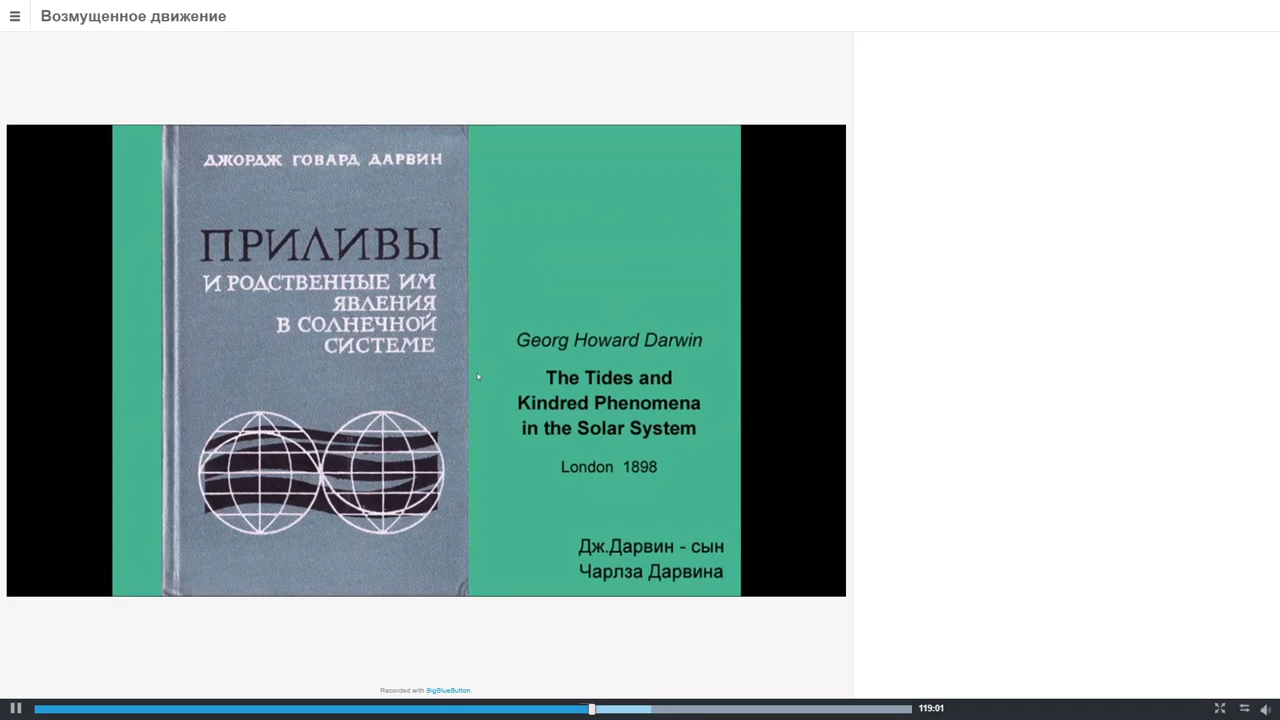 Возмущенное движение
ДЖОРДЖ ГОВАРД ДАРВИН
ПРИЛИВЫ
И РОДСТВЕННЫЕ ИМ
ЯВЛЕНИЯ
В СОЛНЕЧНОЙ
СИСТЕМЕ
Georg Howard Darwin
The Tides and
Kindred Phenomena
in the Solar System
London 1898
Дж.Дарвин - сын
Чарлза Дарвина
Recorded with BigBlueButton.
119:01